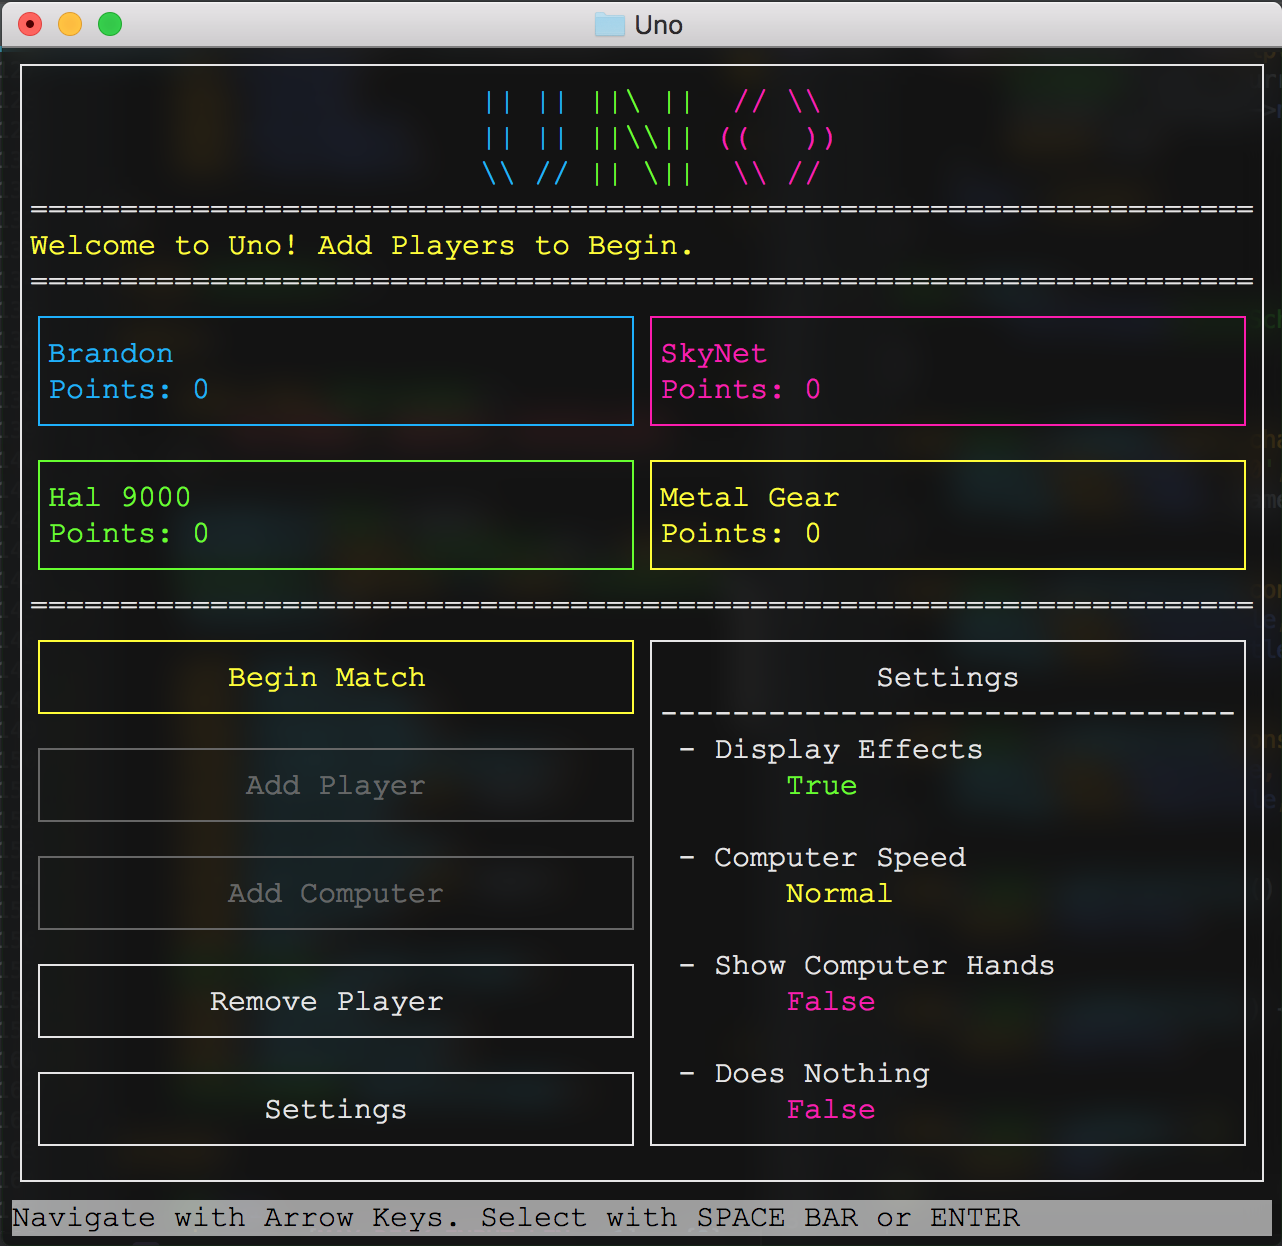 Uno
|| || ||\ ||  // \\
|| || ||\\|| ((   ))
\\ // || \||  \\ //
====================================================================
Welcome to Uno! Add Players to Begin.
====================================================================
Brandon
Points: 0
SkyNet
Points: 0
Hal 9000
Points: 0
Metal Gear
Points: 0
====================================================================
Begin Match
Add Player
Add Computer
Remove Player
Settings
Settings
--------------------------------
- Display Effects
True
- Computer Speed
Normal
- Show Computer Hands
False
- Does Nothing
False
Navigate with Arrow Keys. Select with SPACE BAR or ENTER